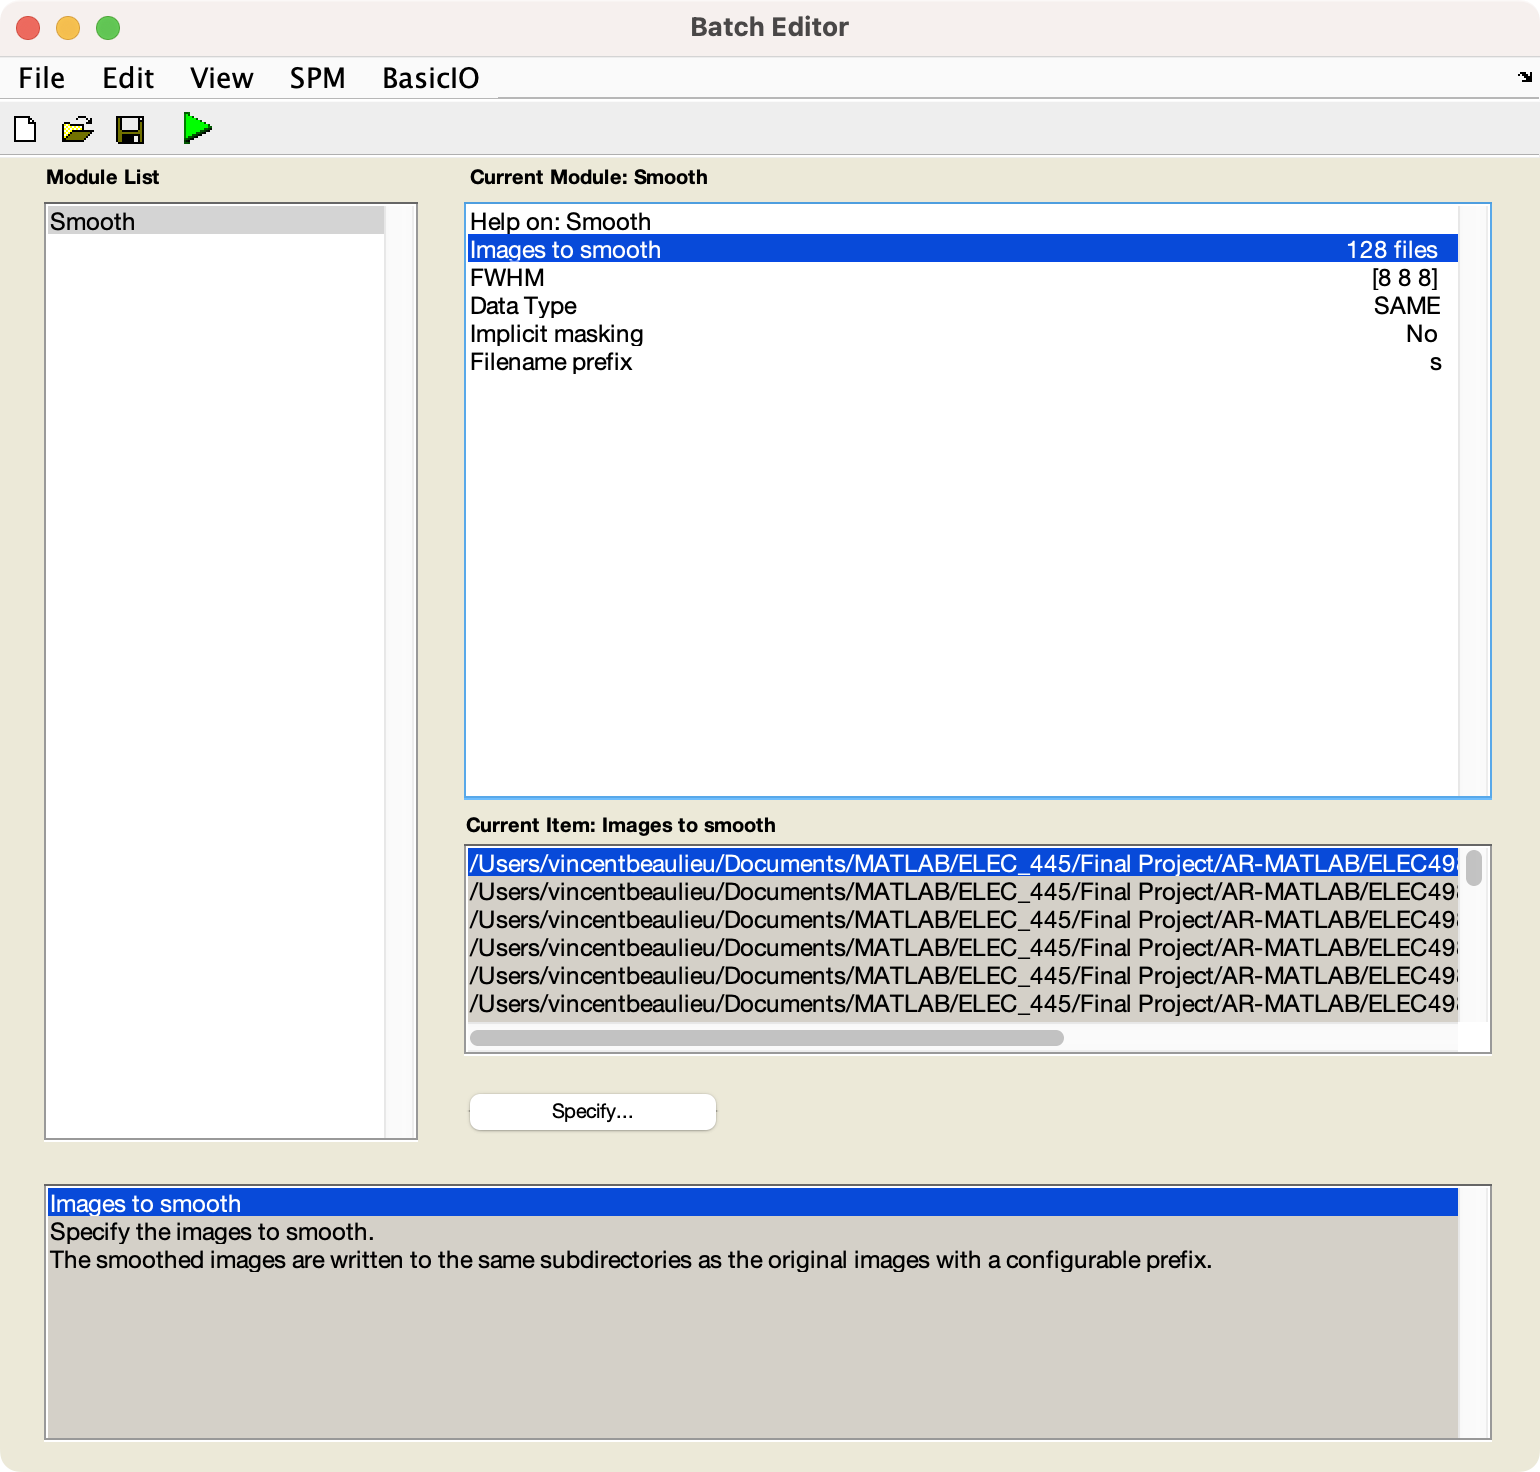 Batch Editor
File Edit View SPM BasicIO
Module List
Smooth
Current Module: Smooth
Help on: Smooth
Images to smooth 128 files
FWHM [8 8 8]
Data Type SAME
Implicit masking No
Filename prefix s
Current Item: Images to smooth
/Users/vincentbeaulieu/Documents/MATLAB/ELEC_445/Final Project/AR-MATLAB/ELEC49
/Users/vincentbeaulieu/Documents/MATLAB/ELEC_445/Final Project/AR-MATLAB/ELEC49
/Users/vincentbeaulieu/Documents/MATLAB/ELEC_445/Final Project/AR-MATLAB/ELEC49
/Users/vincentbeaulieu/Documents/MATLAB/ELEC_445/Final Project/AR-MATLAB/ELEC49
/Users/vincentbeaulieu/Documents/MATLAB/ELEC_445/Final Project/AR-MATLAB/ELEC49
/Users/vincentbeaulieu/Documents/MATLAB/ELEC_445/Final Project/AR-MATLAB/ELEC49
Specify...
Images to smooth
Specify the images to smooth.
The smoothed images are written to the same subdirectories as the original images with a configurable prefix.